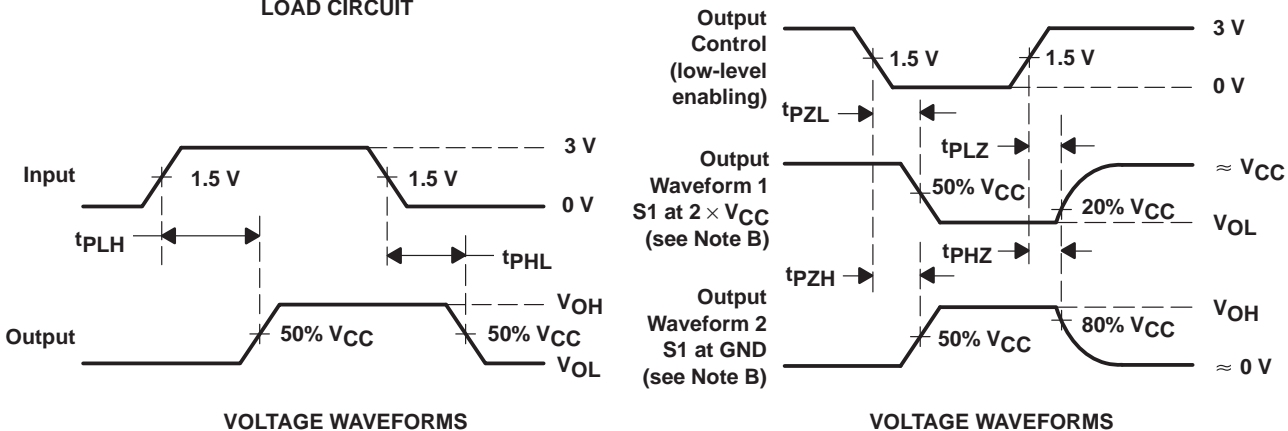 LOAD CIRCUIT
Input
1.5 V
1.5 V
3 V
0 V
tPLH
tPHL
Output
50% VCC
50% VCC
VOH
VOL
VOLTAGE WAVEFORMS
Output
Control
(low-level
enabling)
1.5 V
1.5 V
3 V
0 V
tPZL
tPLZ
Output
Waveform 1
S1 at 2 × VCC
(see Note B)
50% VCC
20% VCC
≈ VCC
VOL
tPZH
tPHZ
Output
Waveform 2
S1 at GND
(see Note B)
50% VCC
80% VCC
VOH
≈ 0 V
VOLTAGE WAVEFORMS